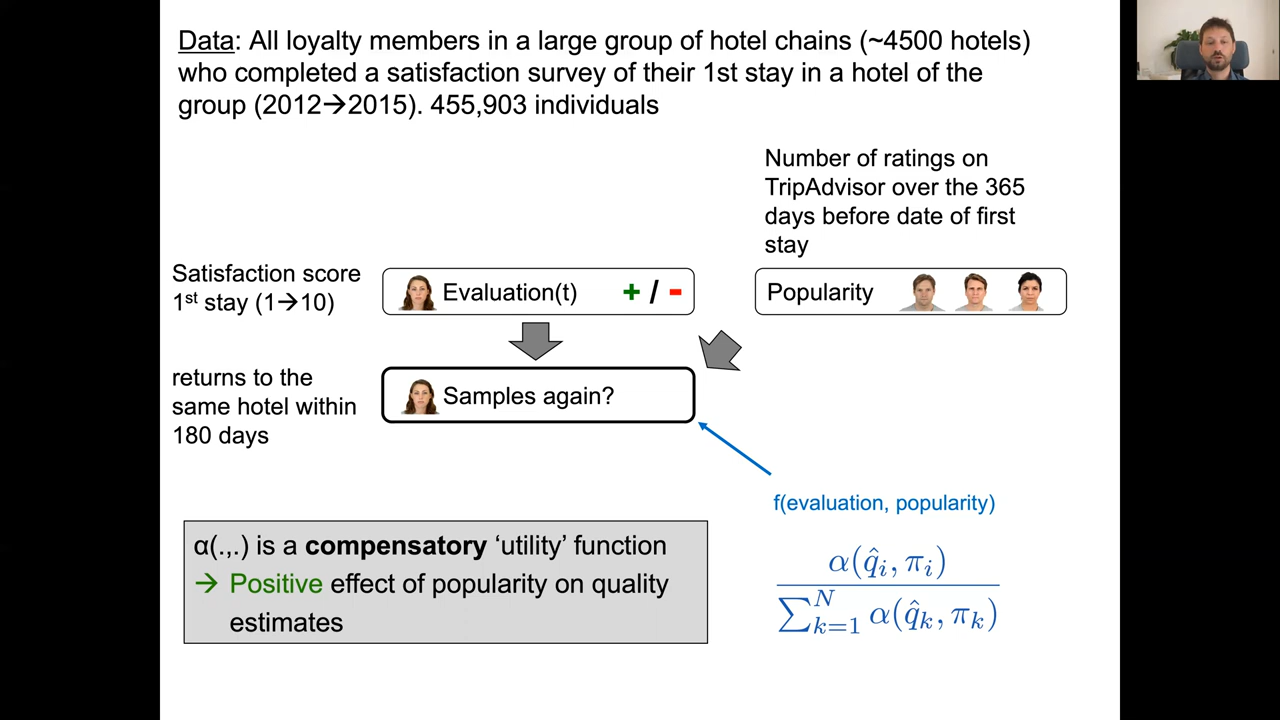 Data: All loyalty members in a large group of hotel chains (~4500 hotels)
who completed a satisfaction survey of their 1st stay in a hotel of the
group (2012→2015). 455,903 individuals
Number of ratings on
TripAdvisor over the 365
days before date of first
stay
Satisfaction score
1st stay (1→10)
Evaluation(t) + / -
Popularity
returns to the
same hotel within
180 days
Samples again?
f(evaluation, popularity)
α(.,.) is a compensatory ‘utility’ function
→ Positive effect of popularity on quality
estimates
α(q̂ᵢ, πᵢ)
∑ᴺₖ₌₁ α(q̂ₖ, πₖ)